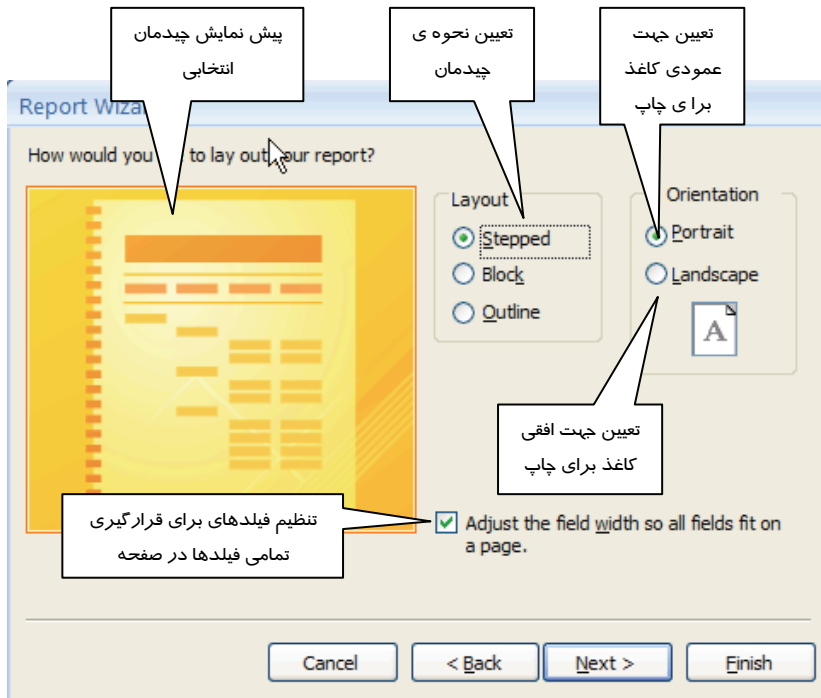 پیش نمایش چیدمان
انتخابی
تعیین نحوه ی
چیدمان
تعیین جهت
عمودی کاغذ
برا ی چاپ
Report Wiza
How would you to lay out your report?
Layout
Stepped
Block
Outline
Orientation
Portrait
Landscape
A
تعیین جهت افقی
کاغذ برای چاپ
تنظیم فیلدهای برای قرارگیری
تمامی فیلدها در صفحه
Adjust the field width so all fields fit on
a page.
Cancel
< Back
Next >
Finish